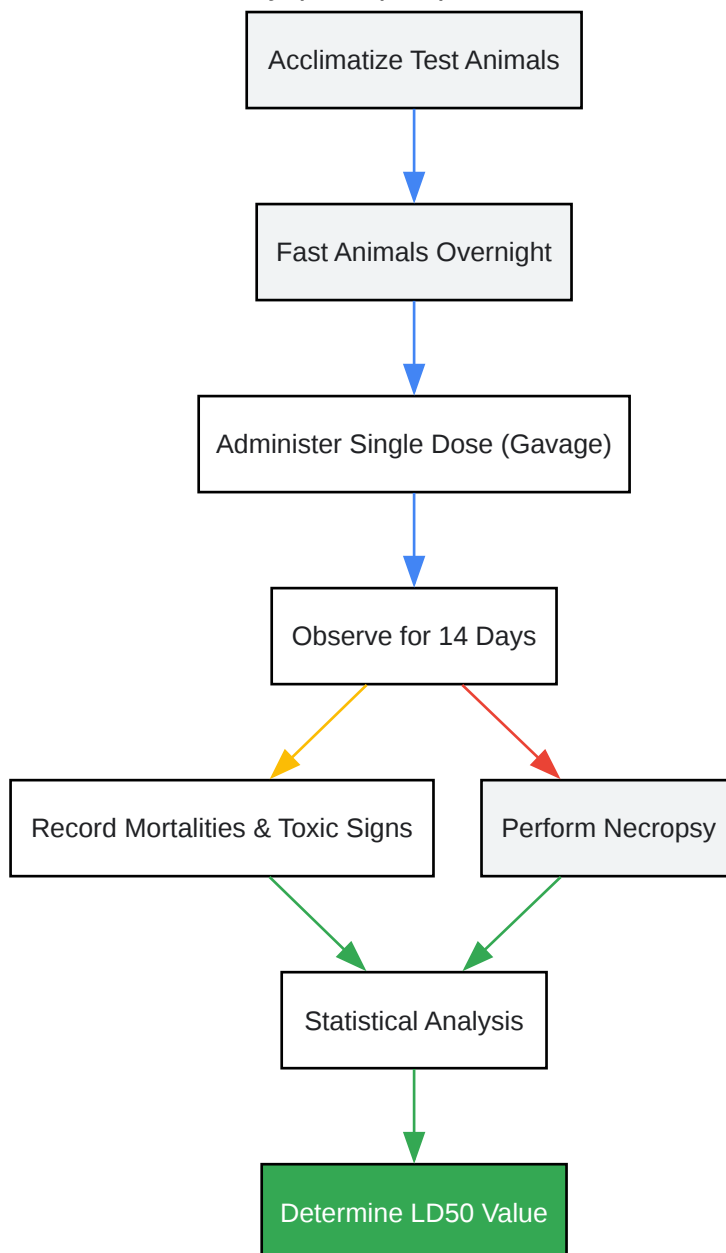 Acclimatize Test Animals
Fast Animals Overnight
Administer Single Dose (Gavage)
Observe for 14 Days
Record Mortalities & Toxic Signs
Perform Necropsy
Statistical Analysis
Determine LD50 Value